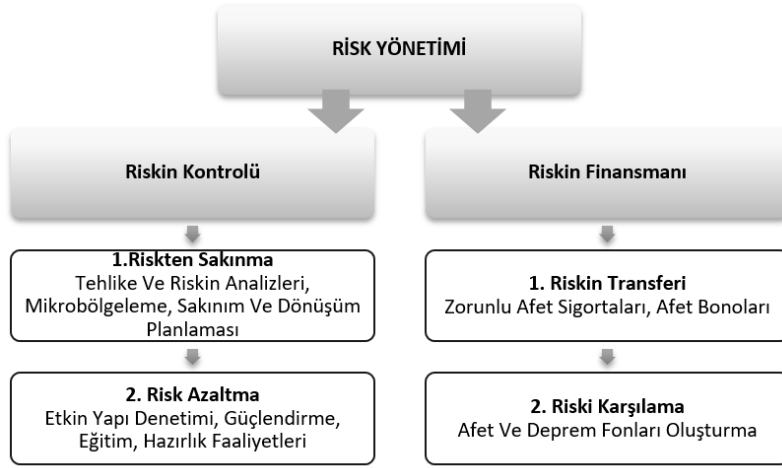 RİSK YÖNETİMİ
Riskin Kontrolü
Riskin Finansmanı
1.Riskten Sakınma
Tehlike Ve Riskin Analizleri,
Mikrobölgeleme, Sakınım Ve Dönüşüm
Planlaması
1. Riskin Transferi
Zorunlu Afet Sigortaları, Afet Bonoları
2. Risk Azaltma
Etkin Yapı Denetimi, Güçlendirme,
Eğitim, Hazırlık Faaliyetleri
2. Riski Karşılama
Afet Ve Deprem Fonları Oluşturma